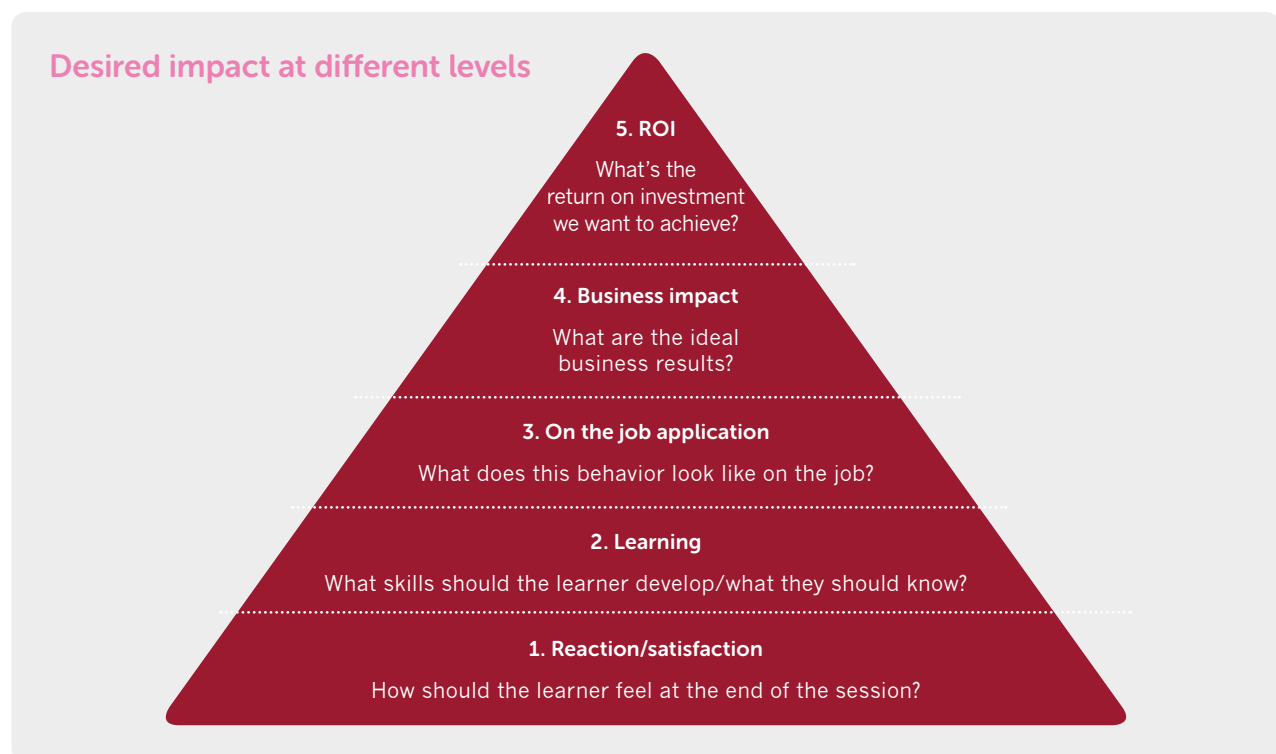 Desired impact at different levels
5. ROI
What's the
return on investment
we want to achieve?
4. Business impact
What are the ideal
business results?
3. On the job application
What does this behavior look like on the job?
2. Learning
What skills should the learner develop/what they should know?
1. Reaction/satisfaction
How should the learner feel at the end of the session?